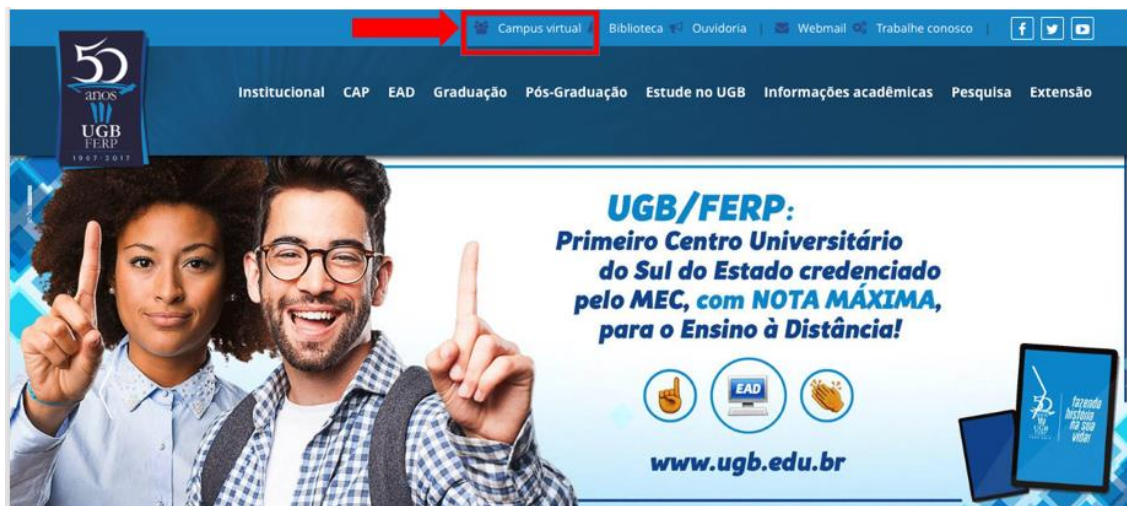 Campus virtual
Biblioteca
Ouvidoria |
Webmail
Trabalhe conosco |
50
anos
UGB
FERP
1967-2017
Institucional CAP EAD Graduação Pós-Graduação Estude no UGB Informações acadêmicas Pesquisa Extensão
UGB/FERP:
Primeiro Centro Universitário
do Sul do Estado credenciado
pelo MEC, com NOTA MÁXIMA,
para o Ensino à Distância!
EAD
www.ugb.edu.br
50
fazendo
história
na sua
vida!